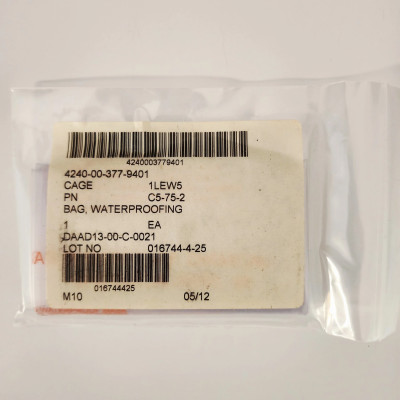 4240003779401
4240-00-377-9401
CAGE 1LEW5
PN C5-75-2
BAG, WATERPROOFING
1 EA
DAAD13-00-C-0021
LOT NO 016744-4-25
A
016744425
M10 05/12